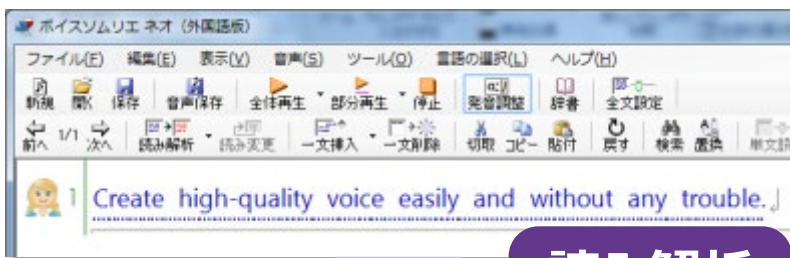 ボイスソムリエ ネオ (外国語版)
ファイル(F) 編集(E) 表示(V) 音声(S) ツール(O) 言語の選択(L) ヘルプ(H)
新規 開く 保存 音声保存 全体再生 部分再生 停止 発音調整 辞書 全文設定
前へ 1/1 次へ 読み解析 読み変更 一文挿入 一文削除 切取 コピー 貼付 戻す 検索 置換
1 Create high-quality voice easily and without any trouble.